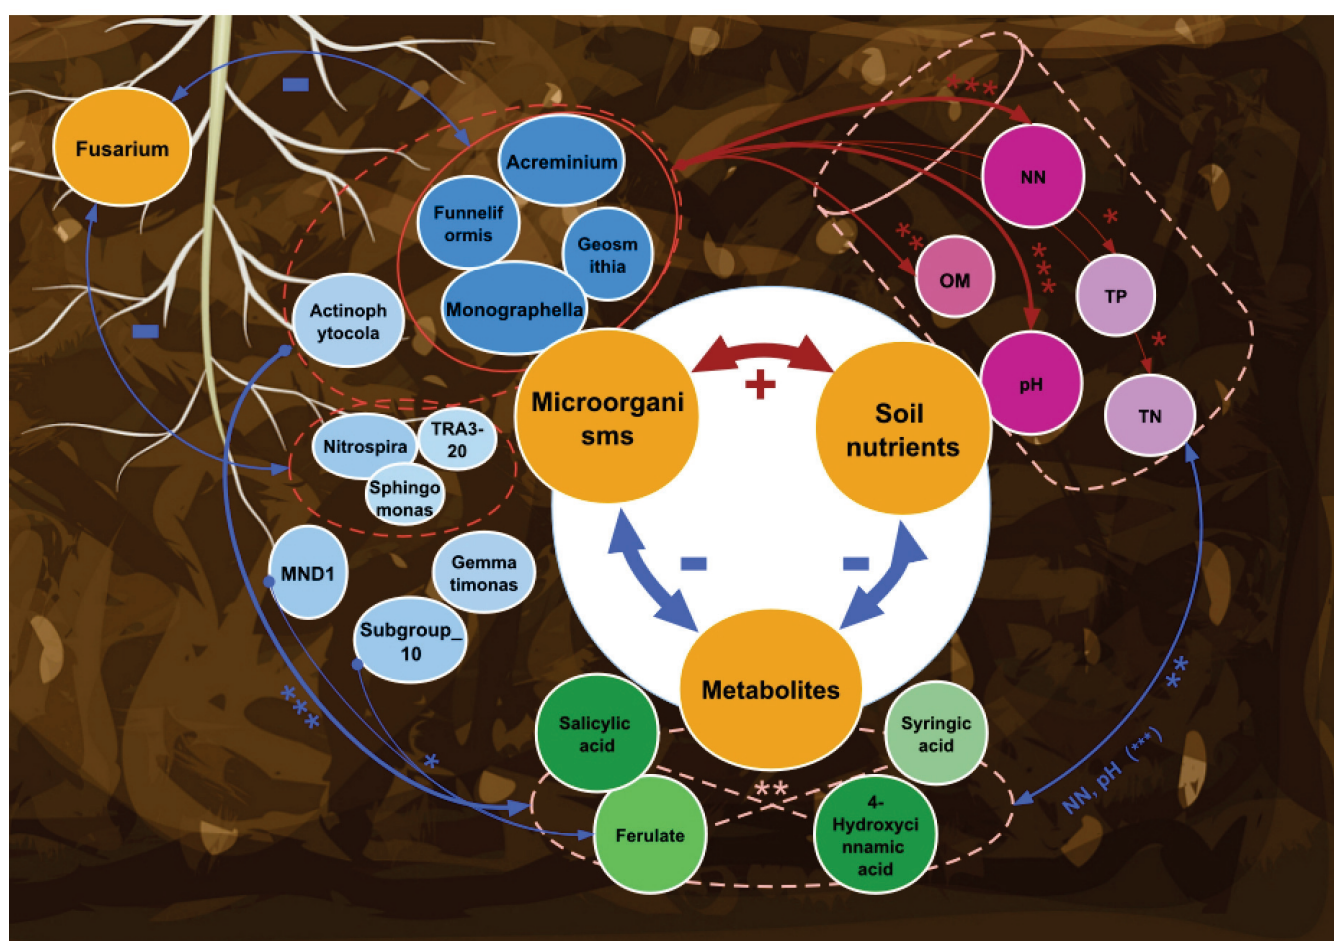 Fusarium
Acreminium
Funnelif
ormis
Geosm
ithia
Monographella
Actinoph
ytocola
Nitrospira
TRA3-
20
Sphingo
monas
MND1
Gemma
timonas
Subgroup_
10
***
*
Microorgani
sms
+
Soil
nutrients
-
-
Metabolites
***
NN
**
OM
***
*
TP
*
pH
TN
**
NN, pH (***)
Salicylic
acid
Syringic
acid
**
Ferulate
4-
Hydroxyci
nnamic
acid
-
-